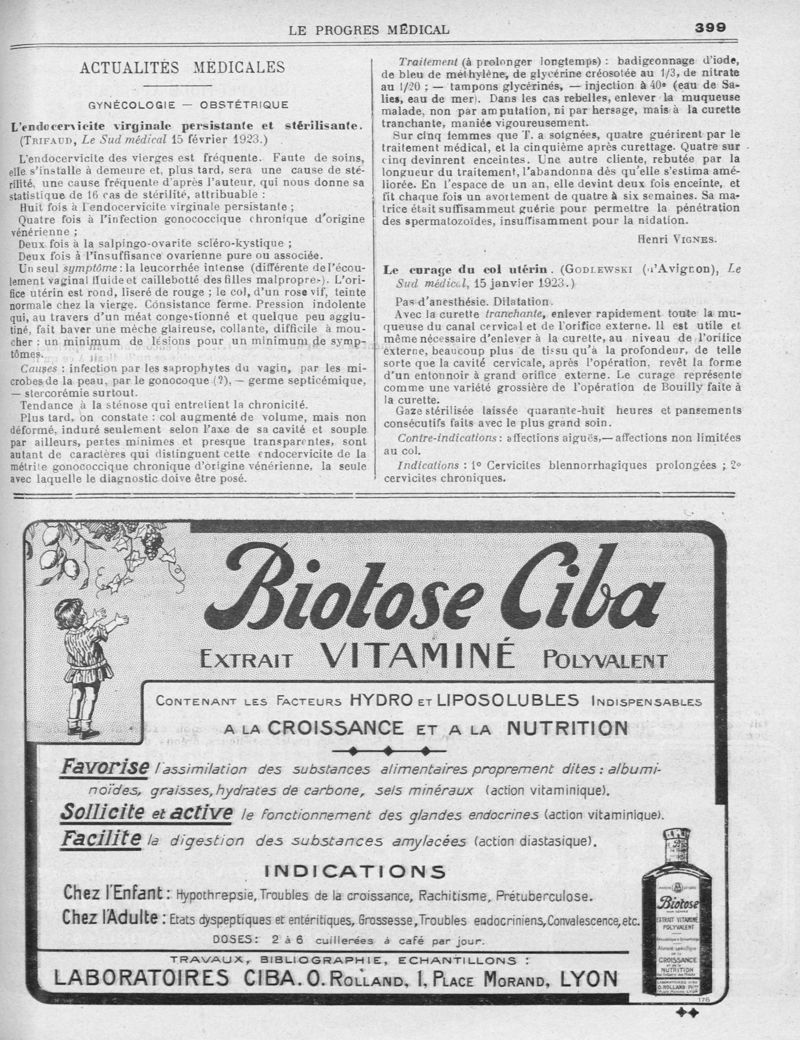 LE PROGRES MÉDICAL
399
ACTUALITÉS MÉDICALES
GYNÉCOLOGIE — OBSTÉTRIQUE
L'endocervicite virginale persistante et stérilisante.
(TRIFAUD, Le Sud médical 15 février 1923.)
L'endocervicite des vierges est fréquente. Faute de soins,
elle s'installe à demeure et, plus tard, sera une cause de sté-
rilité, une cause fréquente d'après l'auteur, qui nous donne sa
statistique de 16 cas de stérilité, attribuable :
Huit fois à l'endocervicite virginale persistante ;
Quatre fois à l'infection gonococcique chronique d'origine
vénérienne ;
Deux fois à la salpingo-ovarite scléro-kystique ;
Deux fois à l'insuffisance ovarienne pure ou associée.
Un seul symptôme : la leucorrhée intense (différente de l'écou-
lement vaginal fluide et caillebotté des filles malpropres). L'ori-
fice utérin est rond, liseré de rouge ; le col, d'un rose vif, teinte
normale chez la vierge. Consistance ferme. Pression indolente
qui, au travers d'un méat congestionné et quelque peu agglu-
tiné, fait baver une mèche glaireuse, collante, difficile à mou-
cher : un minimum de lésions pour un minimum de symp-
tômes.
Causes : infection par les saprophytes du vagin, par les mi-
crobes de la peau, par le gonocoque (?), — germe septicémique,
— stercorémie surtout.
Tendance à la sténose qui entretient la chronicité.
Plus tard, on constate : col augmenté de volume, mais non
déformé, induré seulement selon l'axe de sa cavité et souple
par ailleurs, pertes minimes et presque transparentes, sont
autant de caractères qui distinguent cette endocervicite de la
métrite gonococcique chronique d'origine vénérienne, la seule
avec laquelle le diagnostic doive être posé.
Traitement (à prolonger longtemps) : badigeonnage d'iode,
de bleu de méthylène, de glycérine créosotée au 1/3, de nitrate
au 1/20 ; — tampons glycérinés, — injection à 40° (eau de Sa-
lies, eau de mer). Dans les cas rebelles, enlever la muqueuse
malade, non par amputation, ni par hersage, mais à la curette
tranchante, maniée vigoureusement.
Sur cinq femmes que T. a soignées, quatre guérirent par le
traitement médical, et la cinquième après curettage. Quatre sur
cinq devinrent enceintes. Une autre cliente, rebutée par la
longueur du traitement, l'abandonna dès qu'elle s'estima amé-
liorée. En l'espace de un an, elle devint deux fois enceinte, et
fit chaque fois un avortement de quatre à six semaines. Sa ma-
trice était suffisammeut guérie pour permettre la pénétration
des spermatozoïdes, insuffisamment pour la nidation.
Henri VIGNES.
Le curage du col utérin. (GODLEWSKI (d'Avignon), Le
Sud médical, 15 janvier 1923.)
Pas d'anesthésie. Dilatation.
Avec la curette tranchante, enlever rapidement toute la mu-
queuse du canal cervical et de l'orifice externe. Il est utile et
même nécessaire d'enlever à la curette, au niveau de l'orifice
externe, beaucoup plus de tissu qu'à la profondeur, de telle
sorte que la cavité cervicale, après l'opération, revêt la forme
d'un entonnoir à grand orifice externe. Le curage représente
comme une variété grossière de l'opération de Bouilly faite à
la curette.
Gaze stérilisée laissée quarante-huit heures et pansements
consécutifs faits avec le plus grand soin.
Contre-indications : affections aiguës,— affections non limitées
au col.
Indications : 1° Cervicites blennorrhagiques prolongées ; 2°
cervicites chroniques.
Biotose Ciba
EXTRAIT VITAMINÉ POLYVALENT
CONTENANT LES FACTEURS HYDRO ET LIPOSOLUBLES INDISPENSABLES
A LA CROISSANCE ET A LA NUTRITION
Favorise l'assimilation des substances alimentaires proprement dites : albumi-
noïdes, graisses, hydrates de carbone, sels minéraux (action vitaminique).
Sollicite et active le fonctionnement des glandes endocrines (action vitaminique).
Facilite la digestion des substances amylacées (action diastasique).
INDICATIONS
Chez l'Enfant : Hypothrepsie, Troubles de la croissance, Rachitisme, Prétuberculose.
Chez l'Adulte : Etats dyspeptiques et entéritiques, Grossesse, Troubles endocriniens, Convalescence, etc.
DOSES : 2 à 6 cuillerées à café par jour.
TRAVAUX, BIBLIOGRAPHIE, ECHANTILLONS :
LABORATOIRES CIBA. O. ROLLAND, 1, PLACE MORAND, LYON
Biotose
EXTRAIT VITAMINÉ
POLYVALENT
CROISSANCE
NUTRITION
LABORATOIRES CIBA
O. ROLLAND
176